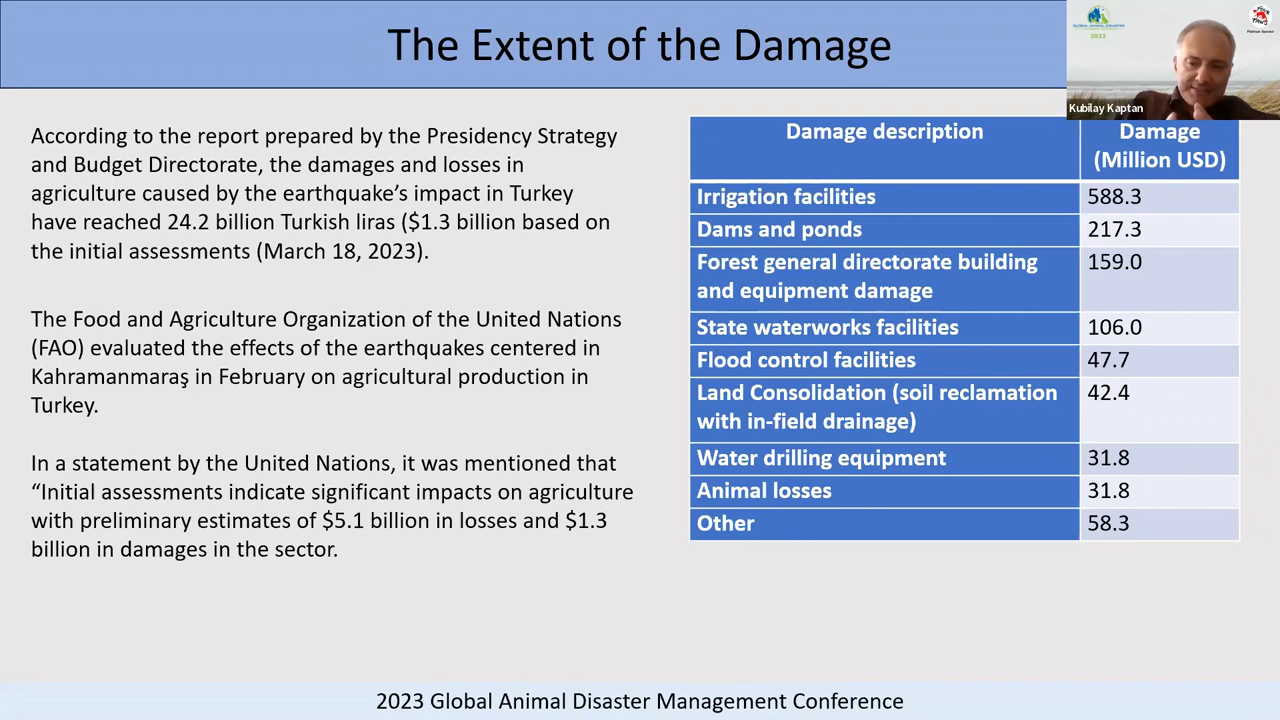 The Extent of the Damage
GLOBAL ANIMAL DISASTER
2023
Platinum Sponsor
Kubilay Kaptan
According to the report prepared by the Presidency Strategy
and Budget Directorate, the damages and losses in
agriculture caused by the earthquake’s impact in Turkey
have reached 24.2 billion Turkish liras ($1.3 billion based on
the initial assessments (March 18, 2023).
The Food and Agriculture Organization of the United Nations
(FAO) evaluated the effects of the earthquakes centered in
Kahramanmaraş in February on agricultural production in
Turkey.
In a statement by the United Nations, it was mentioned that
“Initial assessments indicate significant impacts on agriculture
with preliminary estimates of $5.1 billion in losses and $1.3
billion in damages in the sector.
Damage description Damage
(Million USD)
Irrigation facilities 588.3
Dams and ponds 217.3
Forest general directorate building 159.0
and equipment damage
State waterworks facilities 106.0
Flood control facilities 47.7
Land Consolidation (soil reclamation 42.4
with in-field drainage)
Water drilling equipment 31.8
Animal losses 31.8
Other 58.3
2023 Global Animal Disaster Management Conference